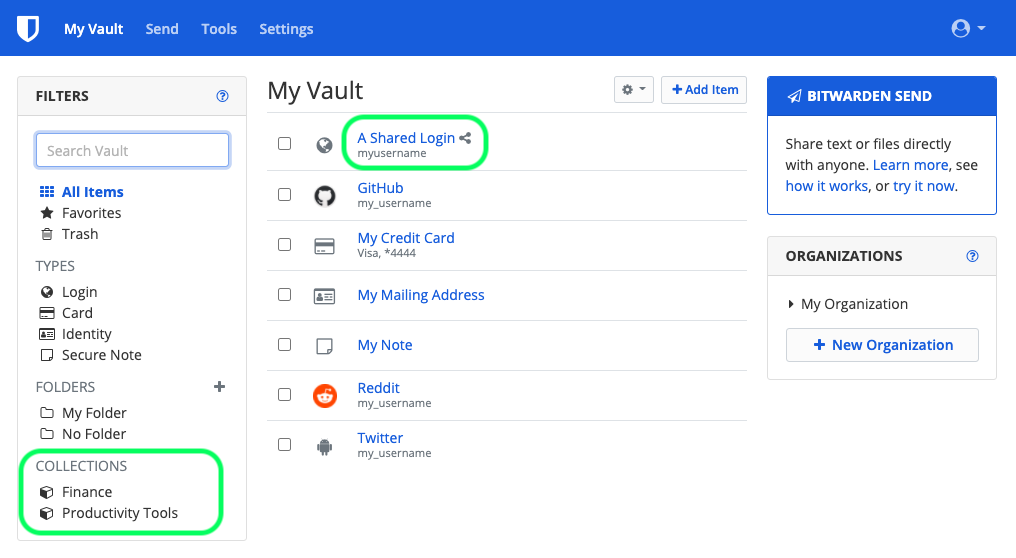 My Vault Send Tools Settings
FILTERS
Search Vault
All Items
Favorites
Trash
TYPES
Login
Card
Identity
Secure Note
FOLDERS
My Folder
No Folder
COLLECTIONS
Finance
Productivity Tools
My Vault
Add Item
A Shared Login
myusername
GitHub
my_username
My Credit Card
Visa, *4444
My Mailing Address
My Note
Reddit
my_username
Twitter
my_username
BITWARDEN SEND
Share text or files directly
with anyone. Learn more, see
how it works, or try it now.
ORGANIZATIONS
My Organization
New Organization